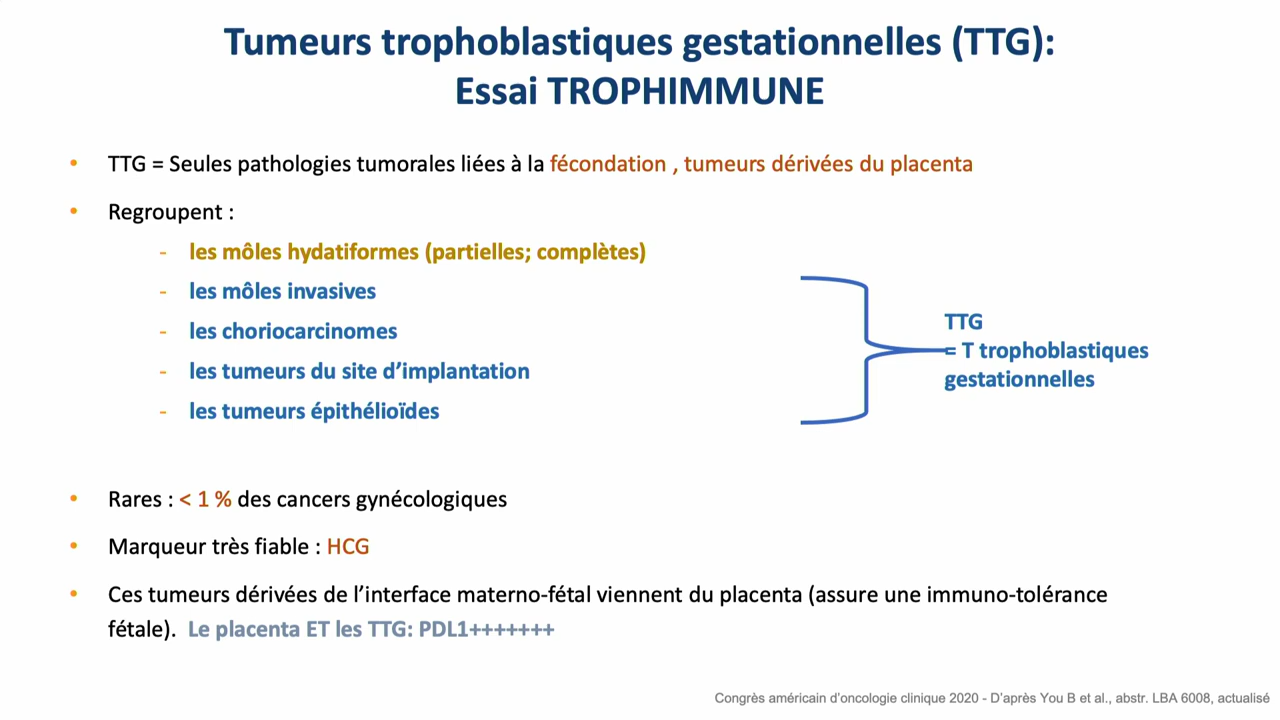 Tumeurs trophoblastiques gestationnelles (TTG):
Essai TROPHIMMUNE
• TTG = Seules pathologies tumorales liées à la fécondation , tumeurs dérivées du placenta
• Regroupent :
- les môles hydatiformes (partielles; complètes)
- les môles invasives
- les choriocarcinomes
- les tumeurs du site d’implantation
- les tumeurs épithélioïdes
TTG
= T trophoblastiques
gestationnelles
• Rares : < 1 % des cancers gynécologiques
• Marqueur très fiable : HCG
• Ces tumeurs dérivées de l’interface materno-fétal viennent du placenta (assure une immuno-tolérance
fétale). Le placenta ET les TTG: PDL1+++++++
Congrès américain d’oncologie clinique 2020 - D’après You B et al., abstr. LBA 6008, actualisé